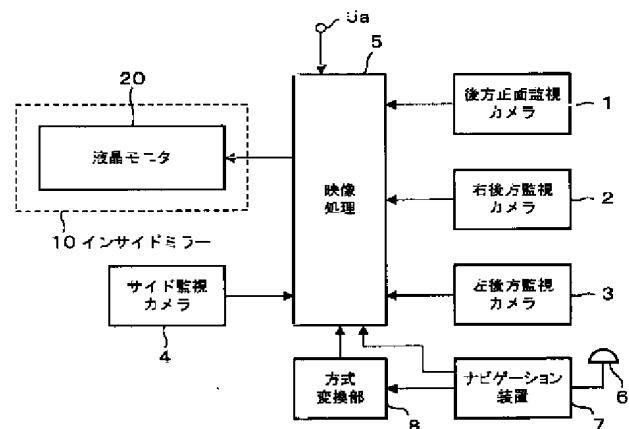 Ua
5
20
液晶モニタ
10 インサイドミラー
映像
処理
後方正面監視
カメラ
1
右後方監視
カメラ
2
サイド監視
カメラ
4
左後方監視
カメラ
3
方式
変換部
8
ナビゲーション
装置
7
6